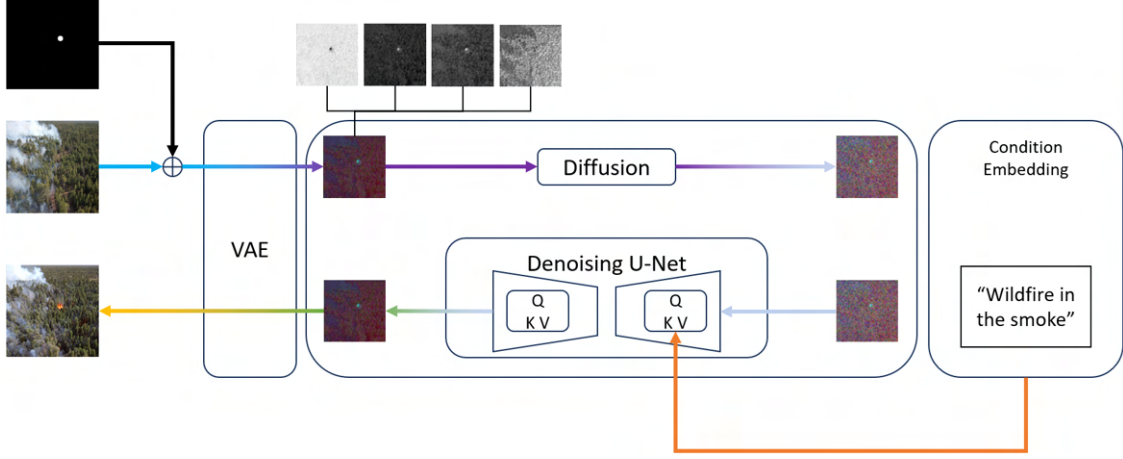 Diffusion
Condition
Embedding
VAE
Denoising U-Net
Q
K V
Q
K V
“Wildfire in
the smoke”